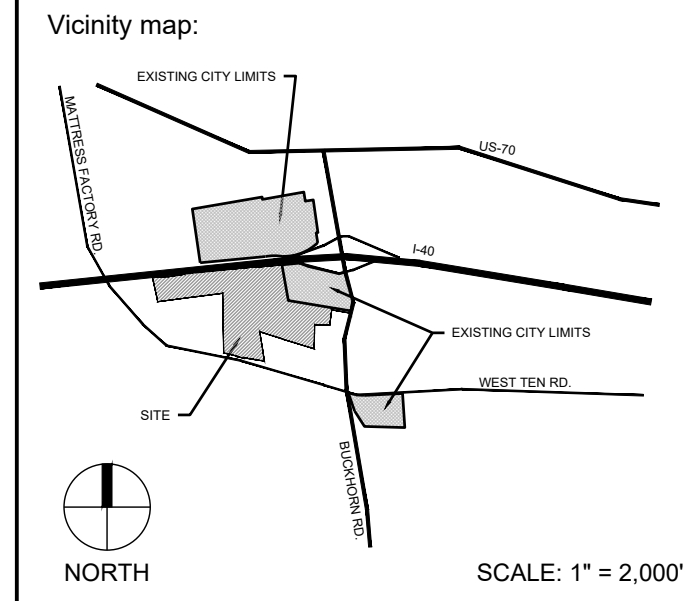 Vicinity map:
EXISTING CITY LIMITS
MATTRESS FACTORY RD.
US-70
I-40
EXISTING CITY LIMITS
WEST TEN RD.
SITE
BUCKHORN RD.
NORTH
SCALE: 1" = 2,000'